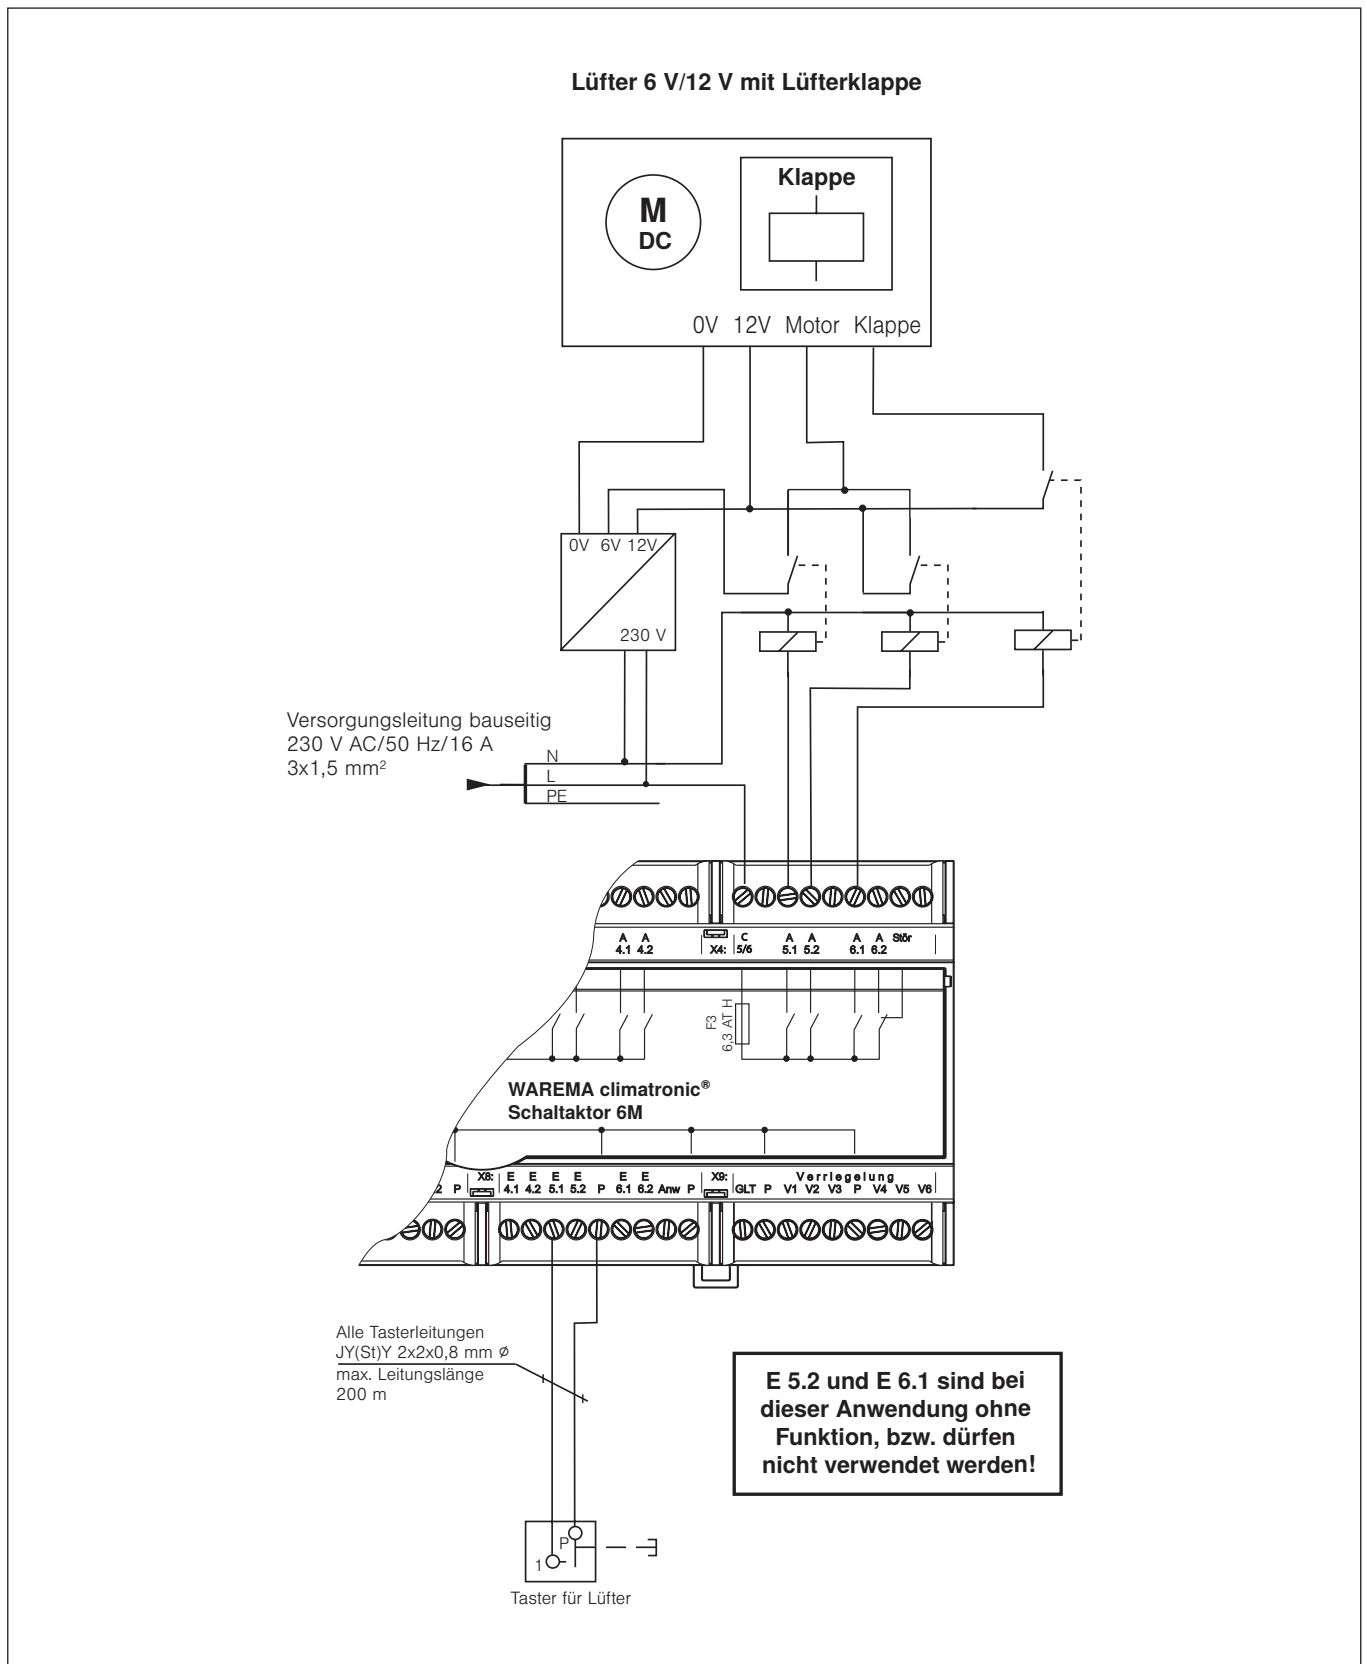 Lüfter 6 V/12 V mit Lüfterklappe
Klappe
M
DC
0V 12V Motor Klappe
0V 6V 12V
230 V
Versorgungsleitung bauseitig
230 V AC/50 Hz/16 A
3x1,5 mm²
N
L
PE
A A C A A A A Stör
4.1 4.2 X4: 5/6 5.1 5.2 6.1 6.2
F3
6,3 AT H
WAREMA climatronic®
Schaltaktor 6M
X8: E E E E E E X9: Verriegelung
2 P 4.1 4.2 5.1 5.2 P 6.1 6.2 Anw P GLT P V1 V2 V3 P V4 V5 V6
Alle Tasterleitungen
JY(St)Y 2x2x0,8 mm ø
max. Leitungslänge
200 m
E 5.2 und E 6.1 sind bei
dieser Anwendung ohne
Funktion, bzw. dürfen
nicht verwendet werden!
P
1
Taster für Lüfter